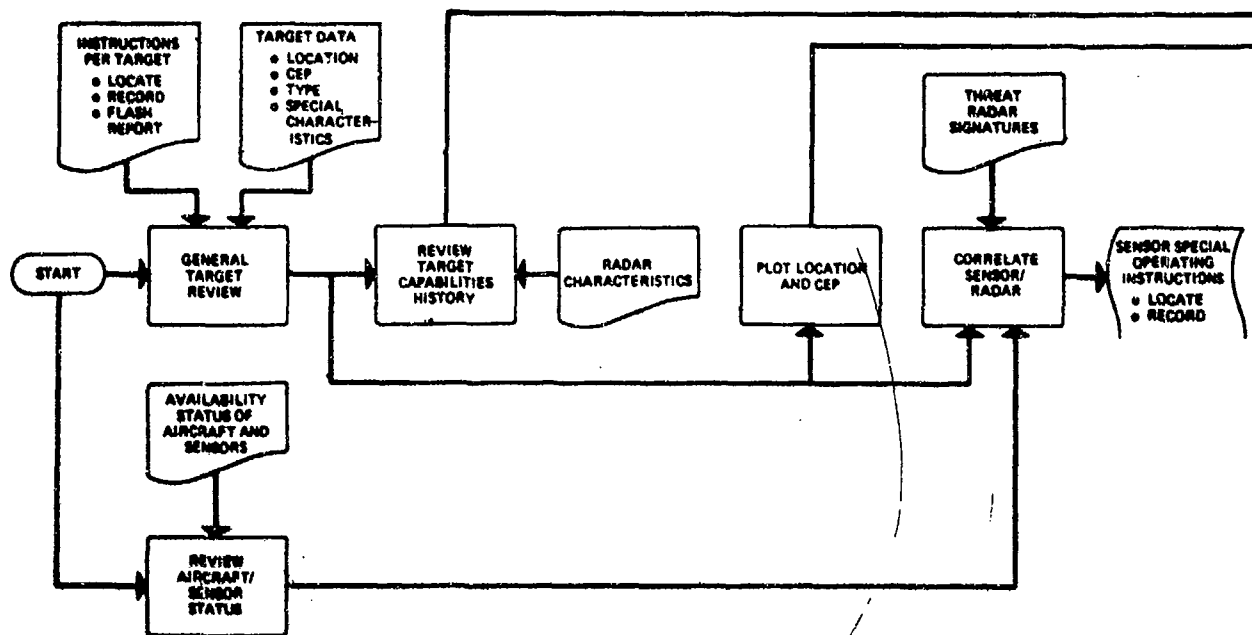 INSTRUCTIONS
PER TARGET
• LOCATE
• RECORD
• FLASH
REPORT
TARGET DATA
• LOCATION
• CEP
• TYPE
• SPECIAL
CHARACTER-
ISTICS
THREAT
RADAR
SIGNATURES
START
GENERAL
TARGET
REVIEW
REVIEW
TARGET
CAPABILITIES
HISTORY
RADAR
CHARACTERISTICS
PLOT LOCATION
AND CEP
CORRELATE
SENSOR/
RADAR
SENSOR SPECIAL
OPERATING
INSTRUCTIONS
• LOCATE
• RECORD
AVAILABILITY
STATUS OF
AIRCRAFT AND
SENSORS
REVIEW
AIRCRAFT/
SENSOR
STATUS